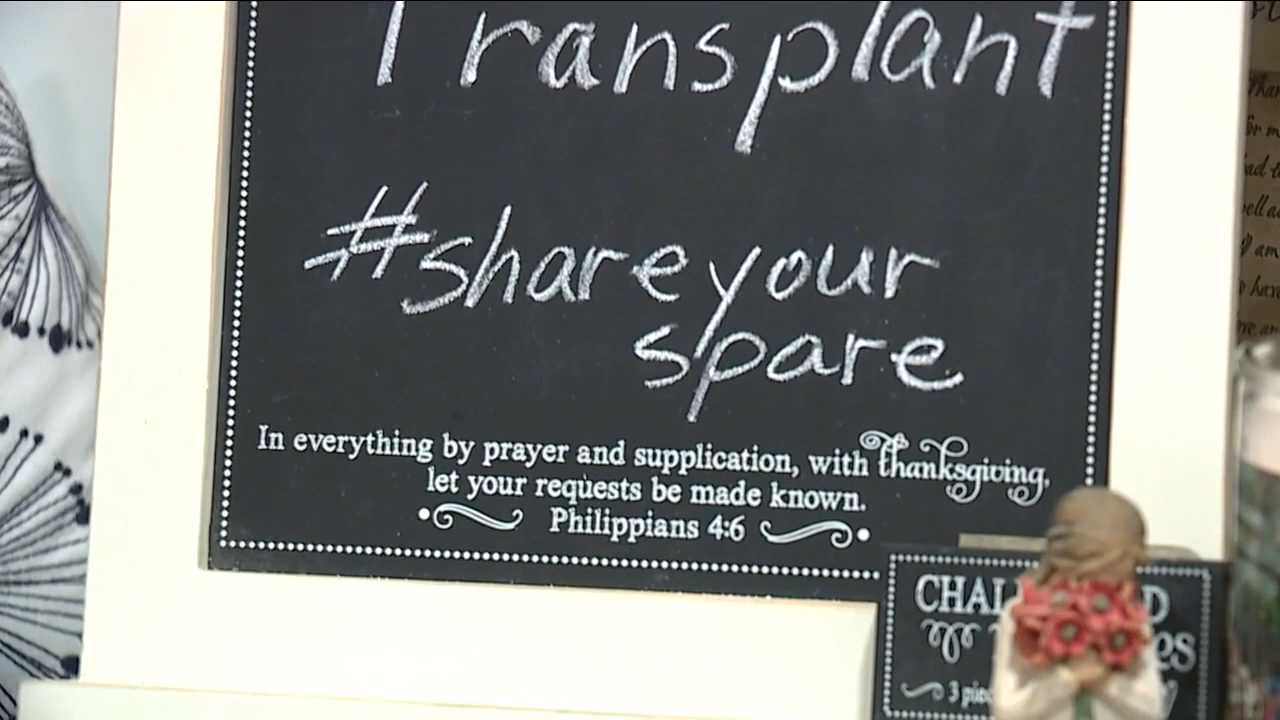 Transplant
#shareyour
spare
In everything by prayer and supplication, with thanksgiving,
let your requests be made known.
Philippians 4:6
3